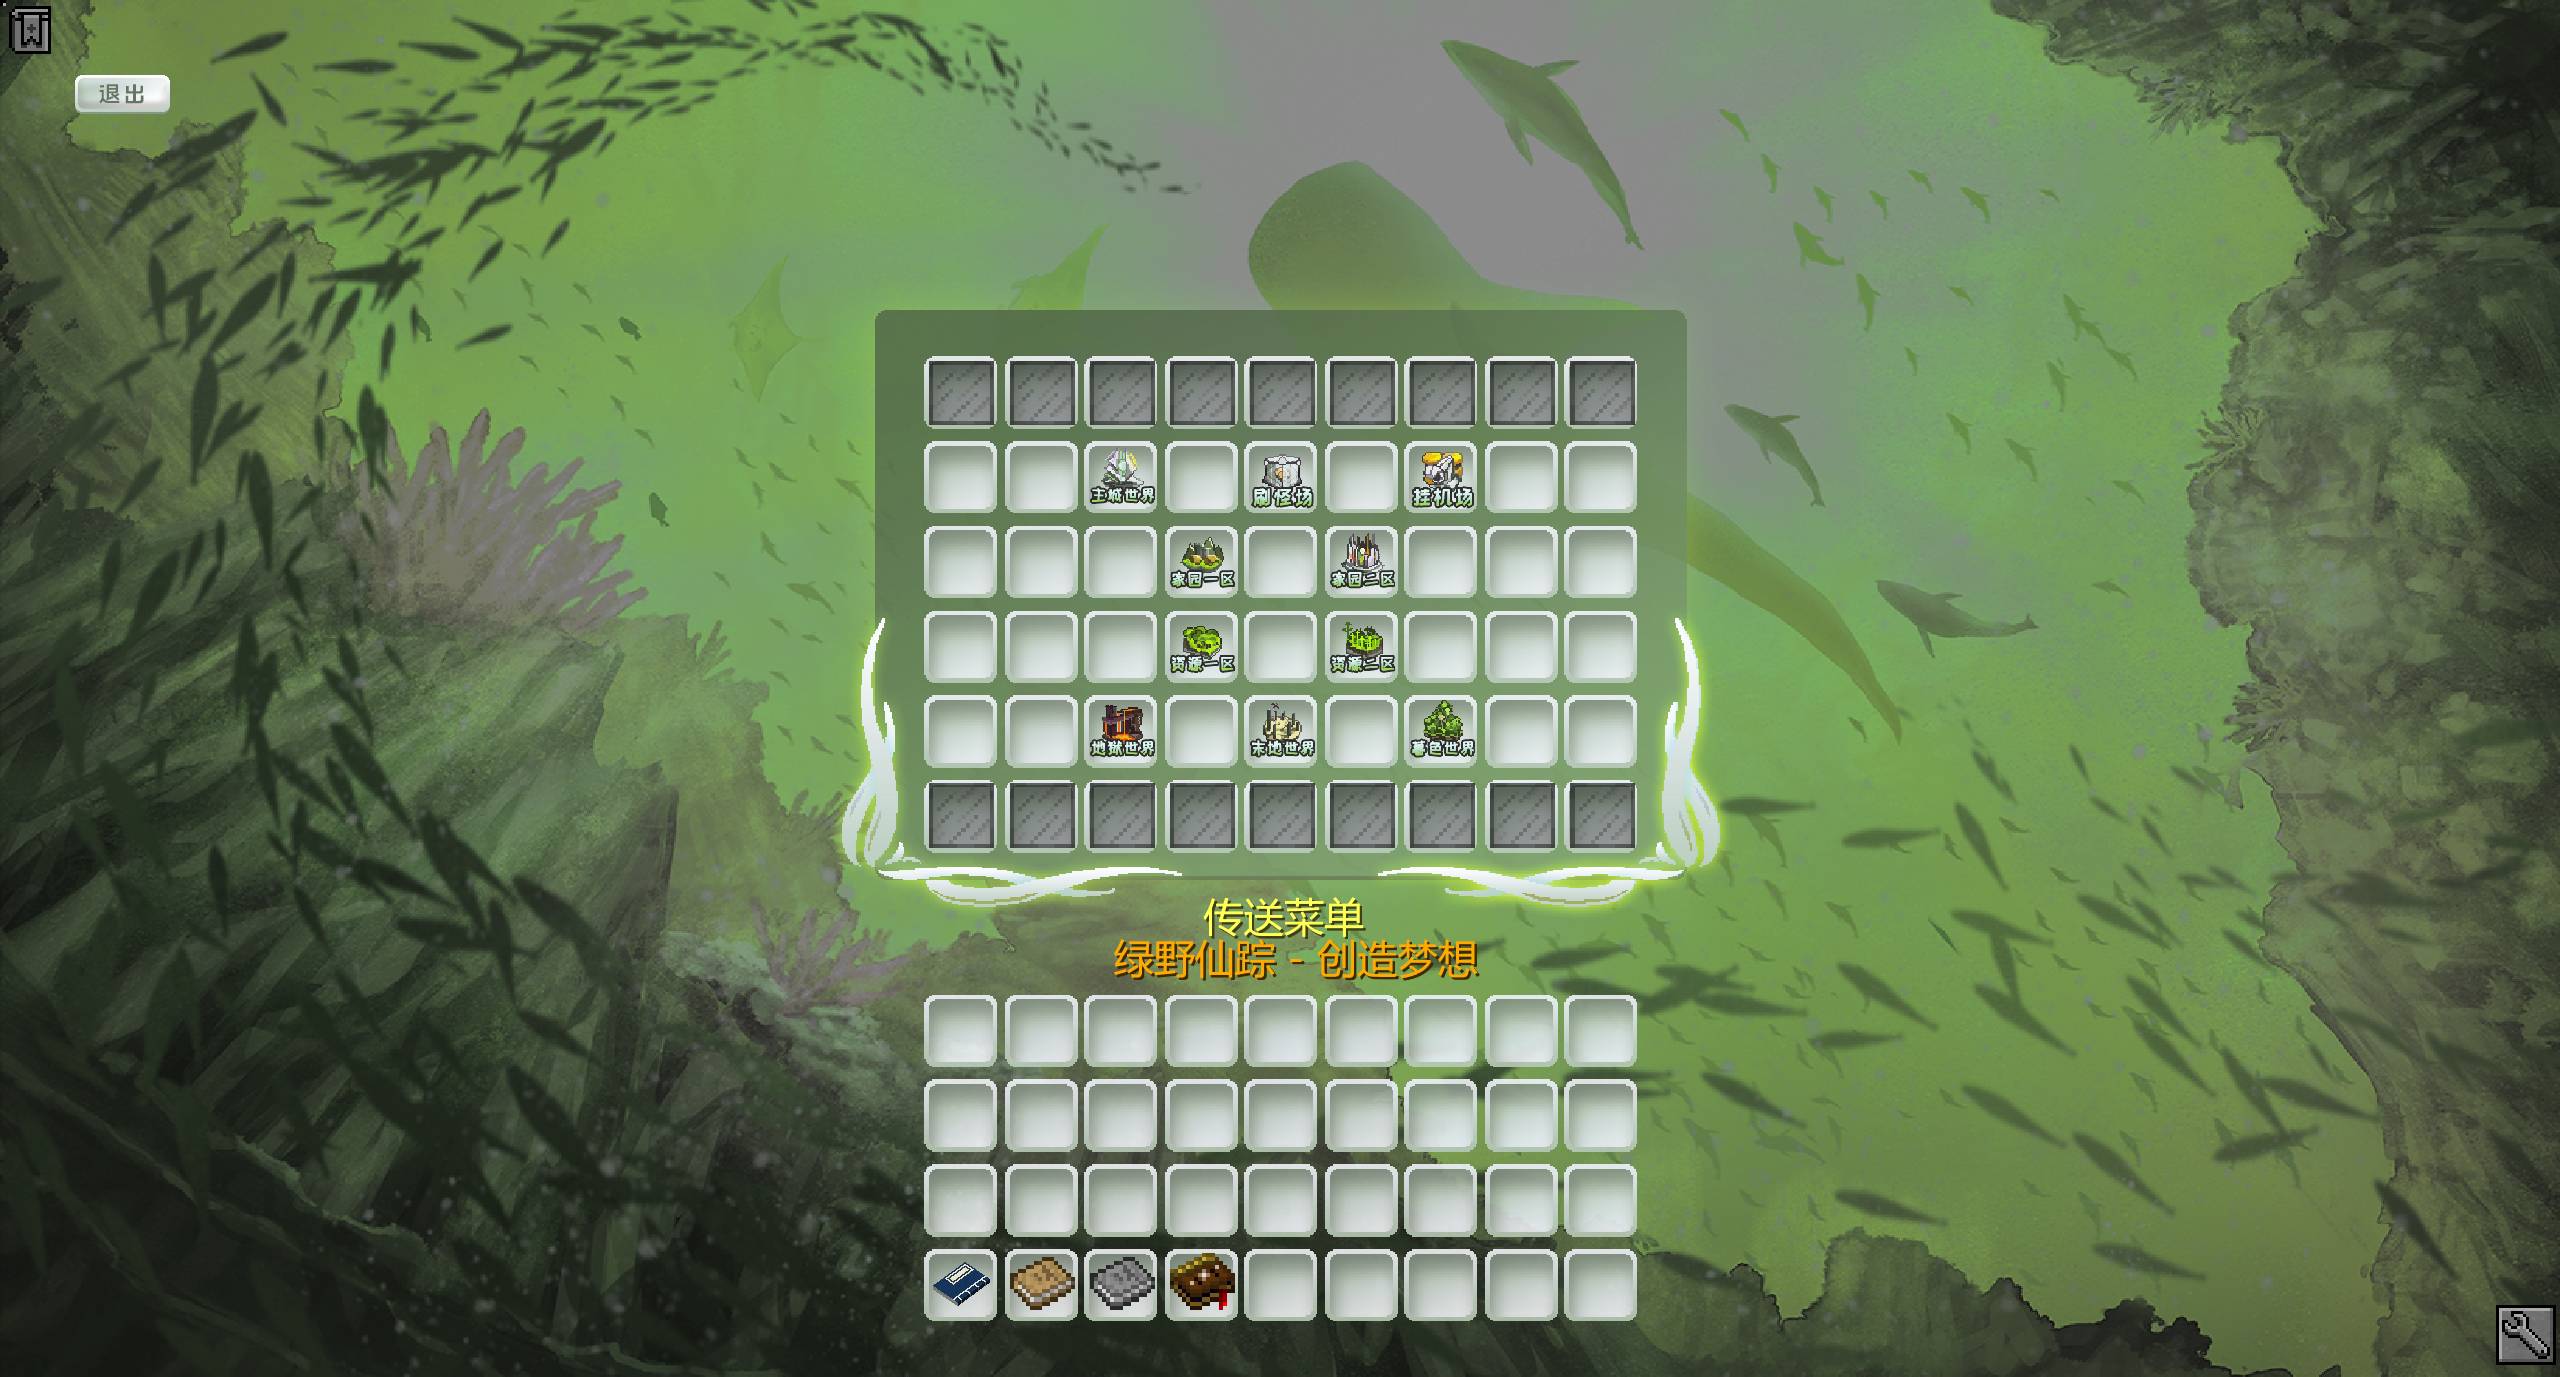 退出
主城世界
刷怪场
挂机场
家园一区
家园二区
资源一区
资源二区
地狱世界
末地世界
暮色世界
传送菜单
绿野仙踪 - 创造梦想